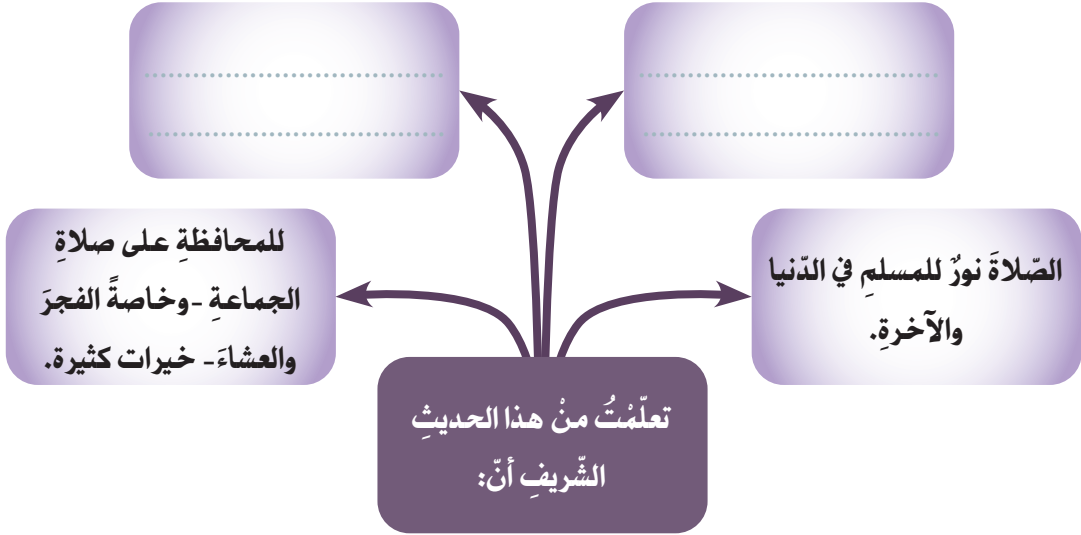 الصّلاةَ نورٌ للمسلمِ في الدّنيا
والآخرةِ.
للمحافظةِ على صلاةِ
الجماعةِ -وخاصةً الفجرَ
والعشاءَ- خيرات كثيرة.
تعلّمْتُ منْ هذا الحديثِ
الشّريفِ أنّ: